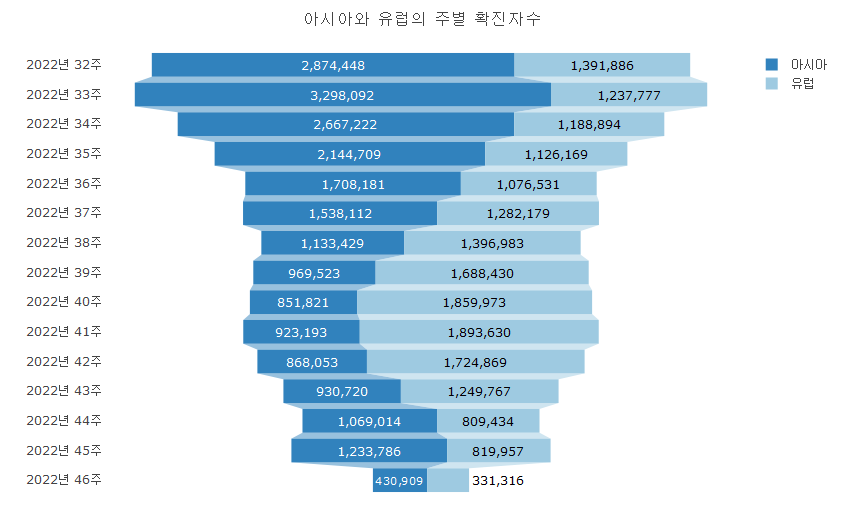 아시아와 유럽의 주별 확진자수
2022년 32주 2,874,448 1,391,886
2022년 33주 3,298,092 1,237,777
2022년 34주 2,667,222 1,188,894
2022년 35주 2,144,709 1,126,169
2022년 36주 1,708,181 1,076,531
2022년 37주 1,538,112 1,282,179
2022년 38주 1,133,429 1,396,983
2022년 39주 969,523 1,688,430
2022년 40주 851,821 1,859,973
2022년 41주 923,193 1,893,630
2022년 42주 868,053 1,724,869
2022년 43주 930,720 1,249,767
2022년 44주 1,069,014 809,434
2022년 45주 1,233,786 819,957
2022년 46주 430,909 331,316
아시아
유럽